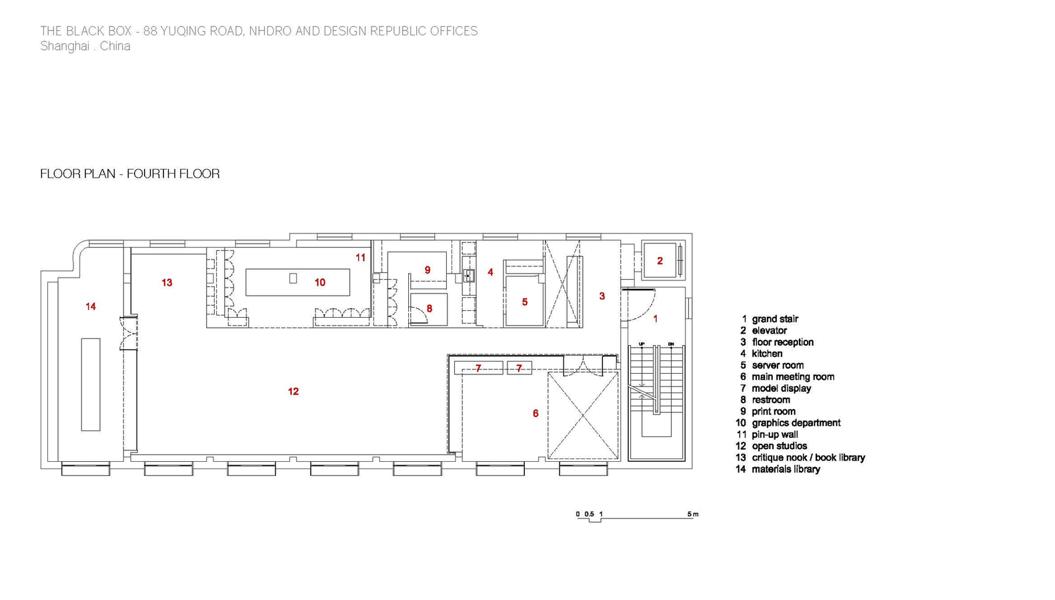 THE BLACK BOX - 88 YUQING ROAD, NHDRO AND DESIGN REPUBLIC OFFICES
Shanghai . China
FLOOR PLAN - FOURTH FLOOR
11
2
9
10
13
4
3
5
14
8
1
UP
DN
7
7
12
6
1 grand stair
2 elevator
3 floor reception
4 kitchen
5 server room
6 main meeting room
7 model display
8 restroom
9 print room
10 graphics department
11 pin-up wall
12 open studios
13 critique nook / book library
14 materials library
0 0.5 1 5 m